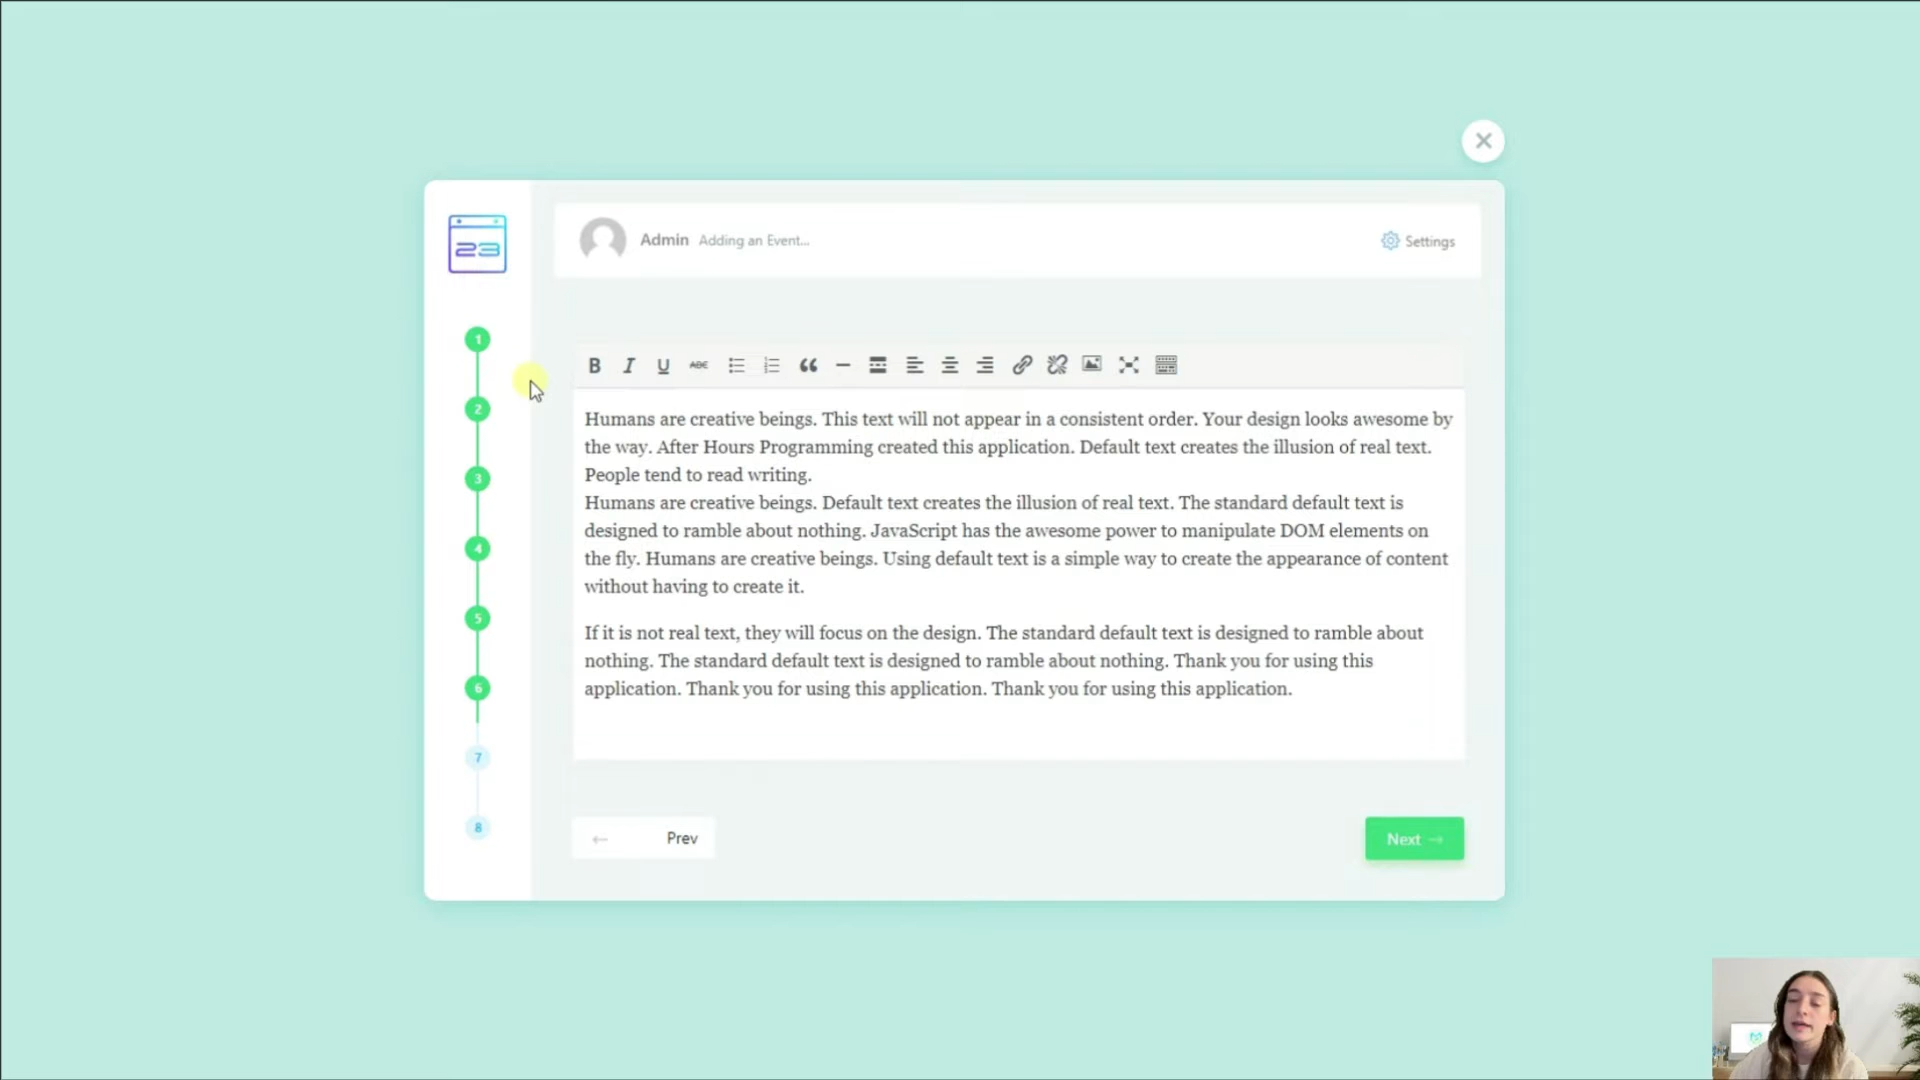 23
Admin Adding an Event...
Settings
1
2
3
4
5
6
7
8
B I U ABC
Humans are creative beings. This text will not appear in a consistent order. Your design looks awesome by
the way. After Hours Programming created this application. Default text creates the illusion of real text.
People tend to read writing.
Humans are creative beings. Default text creates the illusion of real text. The standard default text is
designed to ramble about nothing. JavaScript has the awesome power to manipulate DOM elements on
the fly. Humans are creative beings. Using default text is a simple way to create the appearance of content
without having to create it.
If it is not real text, they will focus on the design. The standard default text is designed to ramble about
nothing. The standard default text is designed to ramble about nothing. Thank you for using this
application. Thank you for using this application. Thank you for using this application.
← Prev
Next →